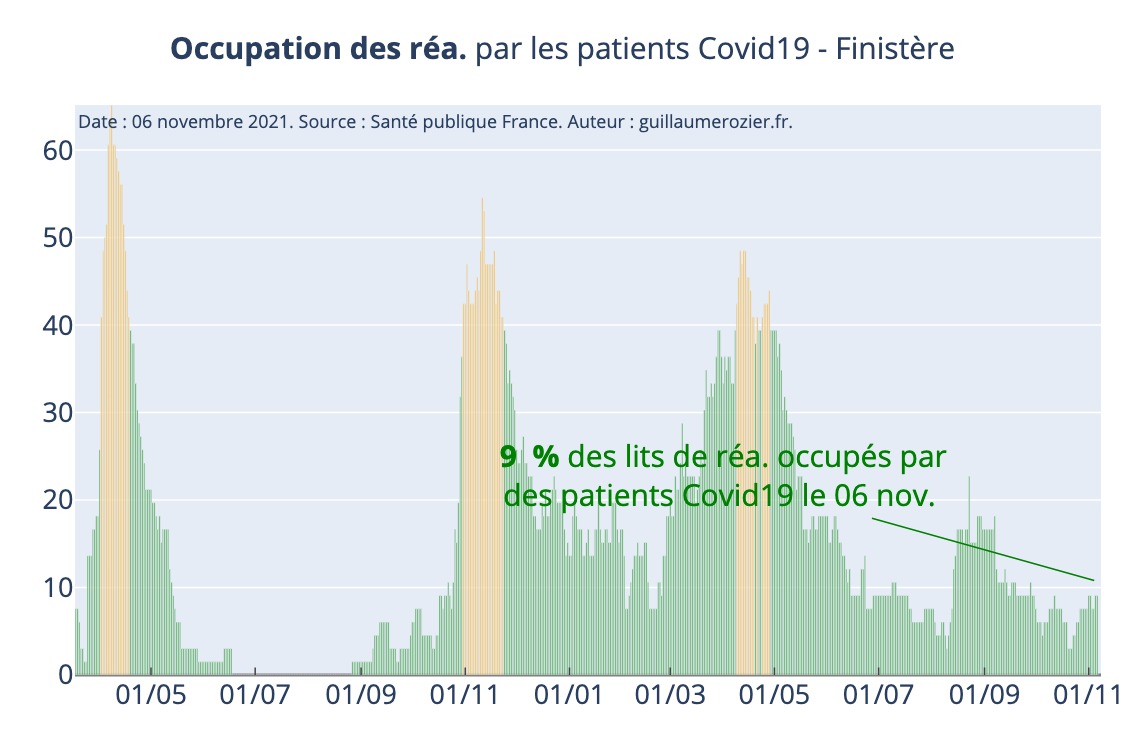 Occupation des réa. par les patients Covid19 - Finistère
Date : 06 novembre 2021. Source : Santé publique France. Auteur : guillaumerozier.fr.
60
50
40
30
9 % des lits de réa. occupés par
des patients Covid19 le 06 nov.
20
10
0
01/05 01/07 01/09 01/11 01/01 01/03 01/05 01/07 01/09 01/11